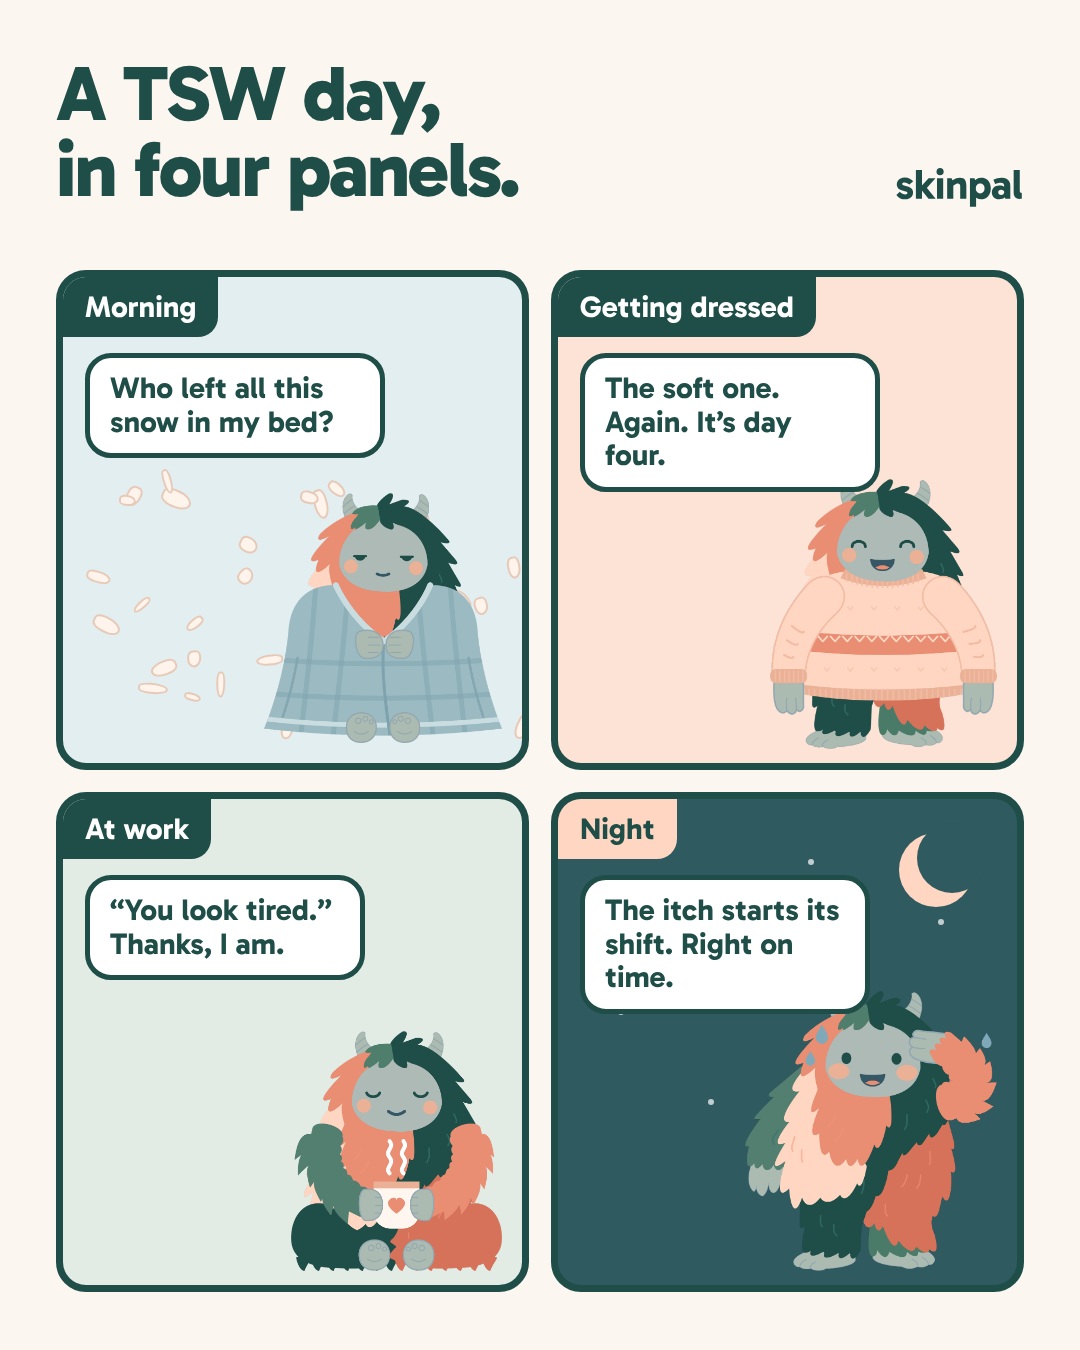 A TSW day,
in four panels.
skinpal
Morning
Who left all this
snow in my bed?
Getting dressed
The soft one.
Again. It’s day
four.
At work
“You look tired.”
Thanks, I am.
Night
The itch starts its
shift. Right on
time.